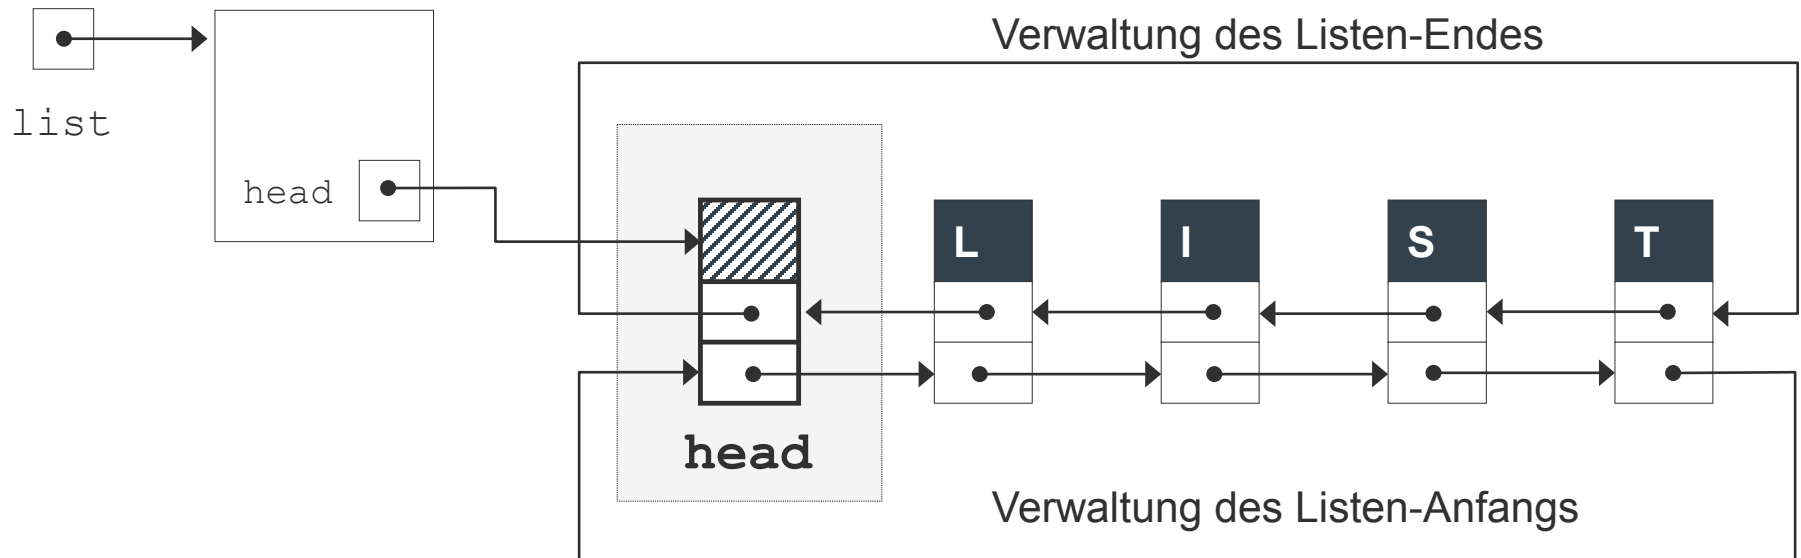 Verwaltung des Listen-Endes
list
head
L I S T
head
Verwaltung des Listen-Anfangs